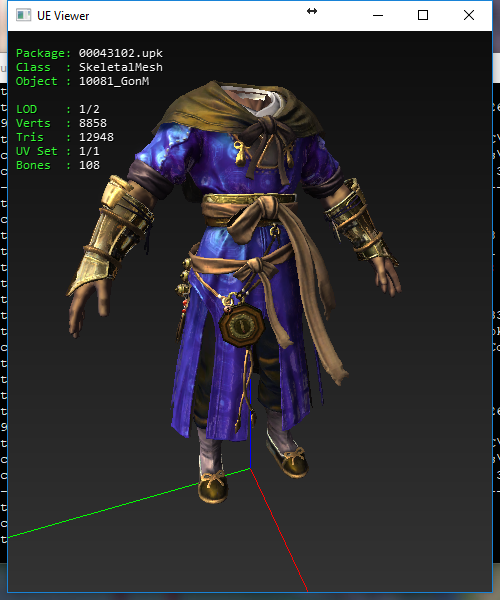 UE Viewer
Package: 00043102.upk
Class : SkeletalMesh
Object : 10081_GonM
LOD : 1/2
Verts : 8858
Tris : 12948
UV Set : 1/1
Bones : 108